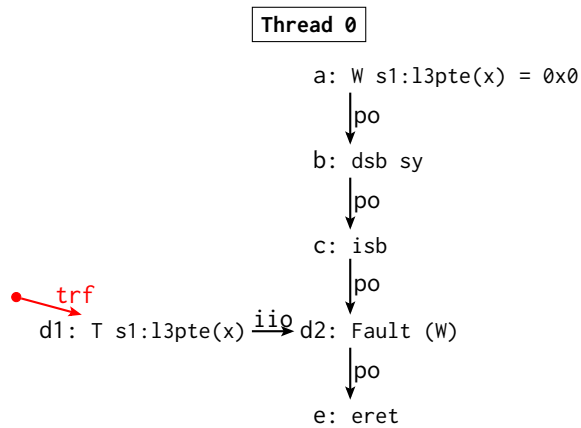 Thread 0
a: W s1:l3pte(x) = 0x0
po
b: dsb sy
po
c: isb
po
trf
d1: T s1:l3pte(x) iio d2: Fault (W)
po
e: eret